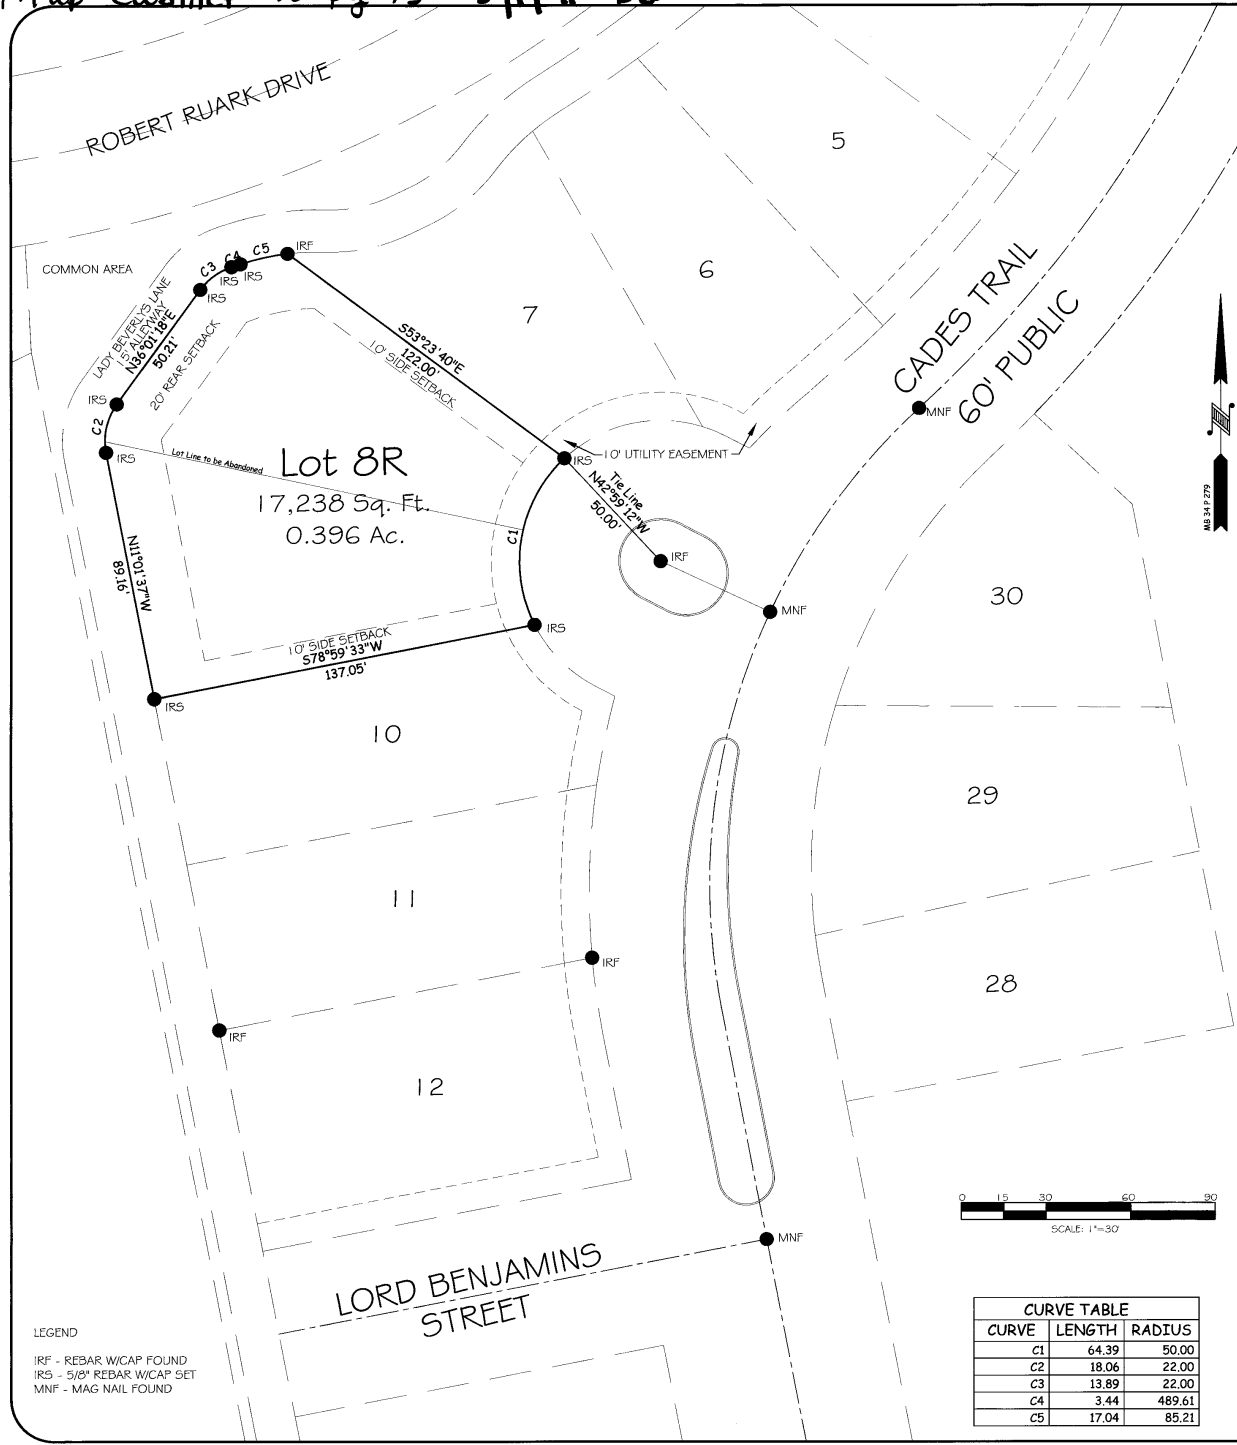 Map Cabinet
ROBERT RUARK DRIVE
COMMON AREA
C3
C4
C5
IRF
IRS
IRS
IRS
LADY BEVERLYS LANE
15' ALLEYWAY
N36°01'18"E
50.21'
20' REAR SETBACK
IRS
C2
IRS
S53°23'40"E
122.00'
10' SIDE SETBACK
5
6
7
CADES TRAIL
60' PUBLIC
MNF
Lot Line to be Abandoned
Lot 8R
17,238 Sq. Ft.
0.396 Ac.
10' UTILITY EASEMENT
IRS
Tie Line
N42°59'12"W
50.00'
C1
IRF
MNF
MB 34 P 279
N11°01'37"W
89.16'
10' SIDE SETBACK
S78°59'33"W
137.05'
IRS
IRS
30
10
29
11
IRF
28
IRF
12
0 15 30 60 90
SCALE: 1"=30'
MNF
LORD BENJAMINS
STREET
LEGEND
IRF - REBAR W/CAP FOUND
IRS - 5/8" REBAR W/CAP SET
MNF - MAG NAIL FOUND
CURVE TABLE
CURVE LENGTH RADIUS
C1 64.39 50.00
C2 18.06 22.00
C3 13.89 22.00
C4 3.44 489.61
C5 17.04 85.21